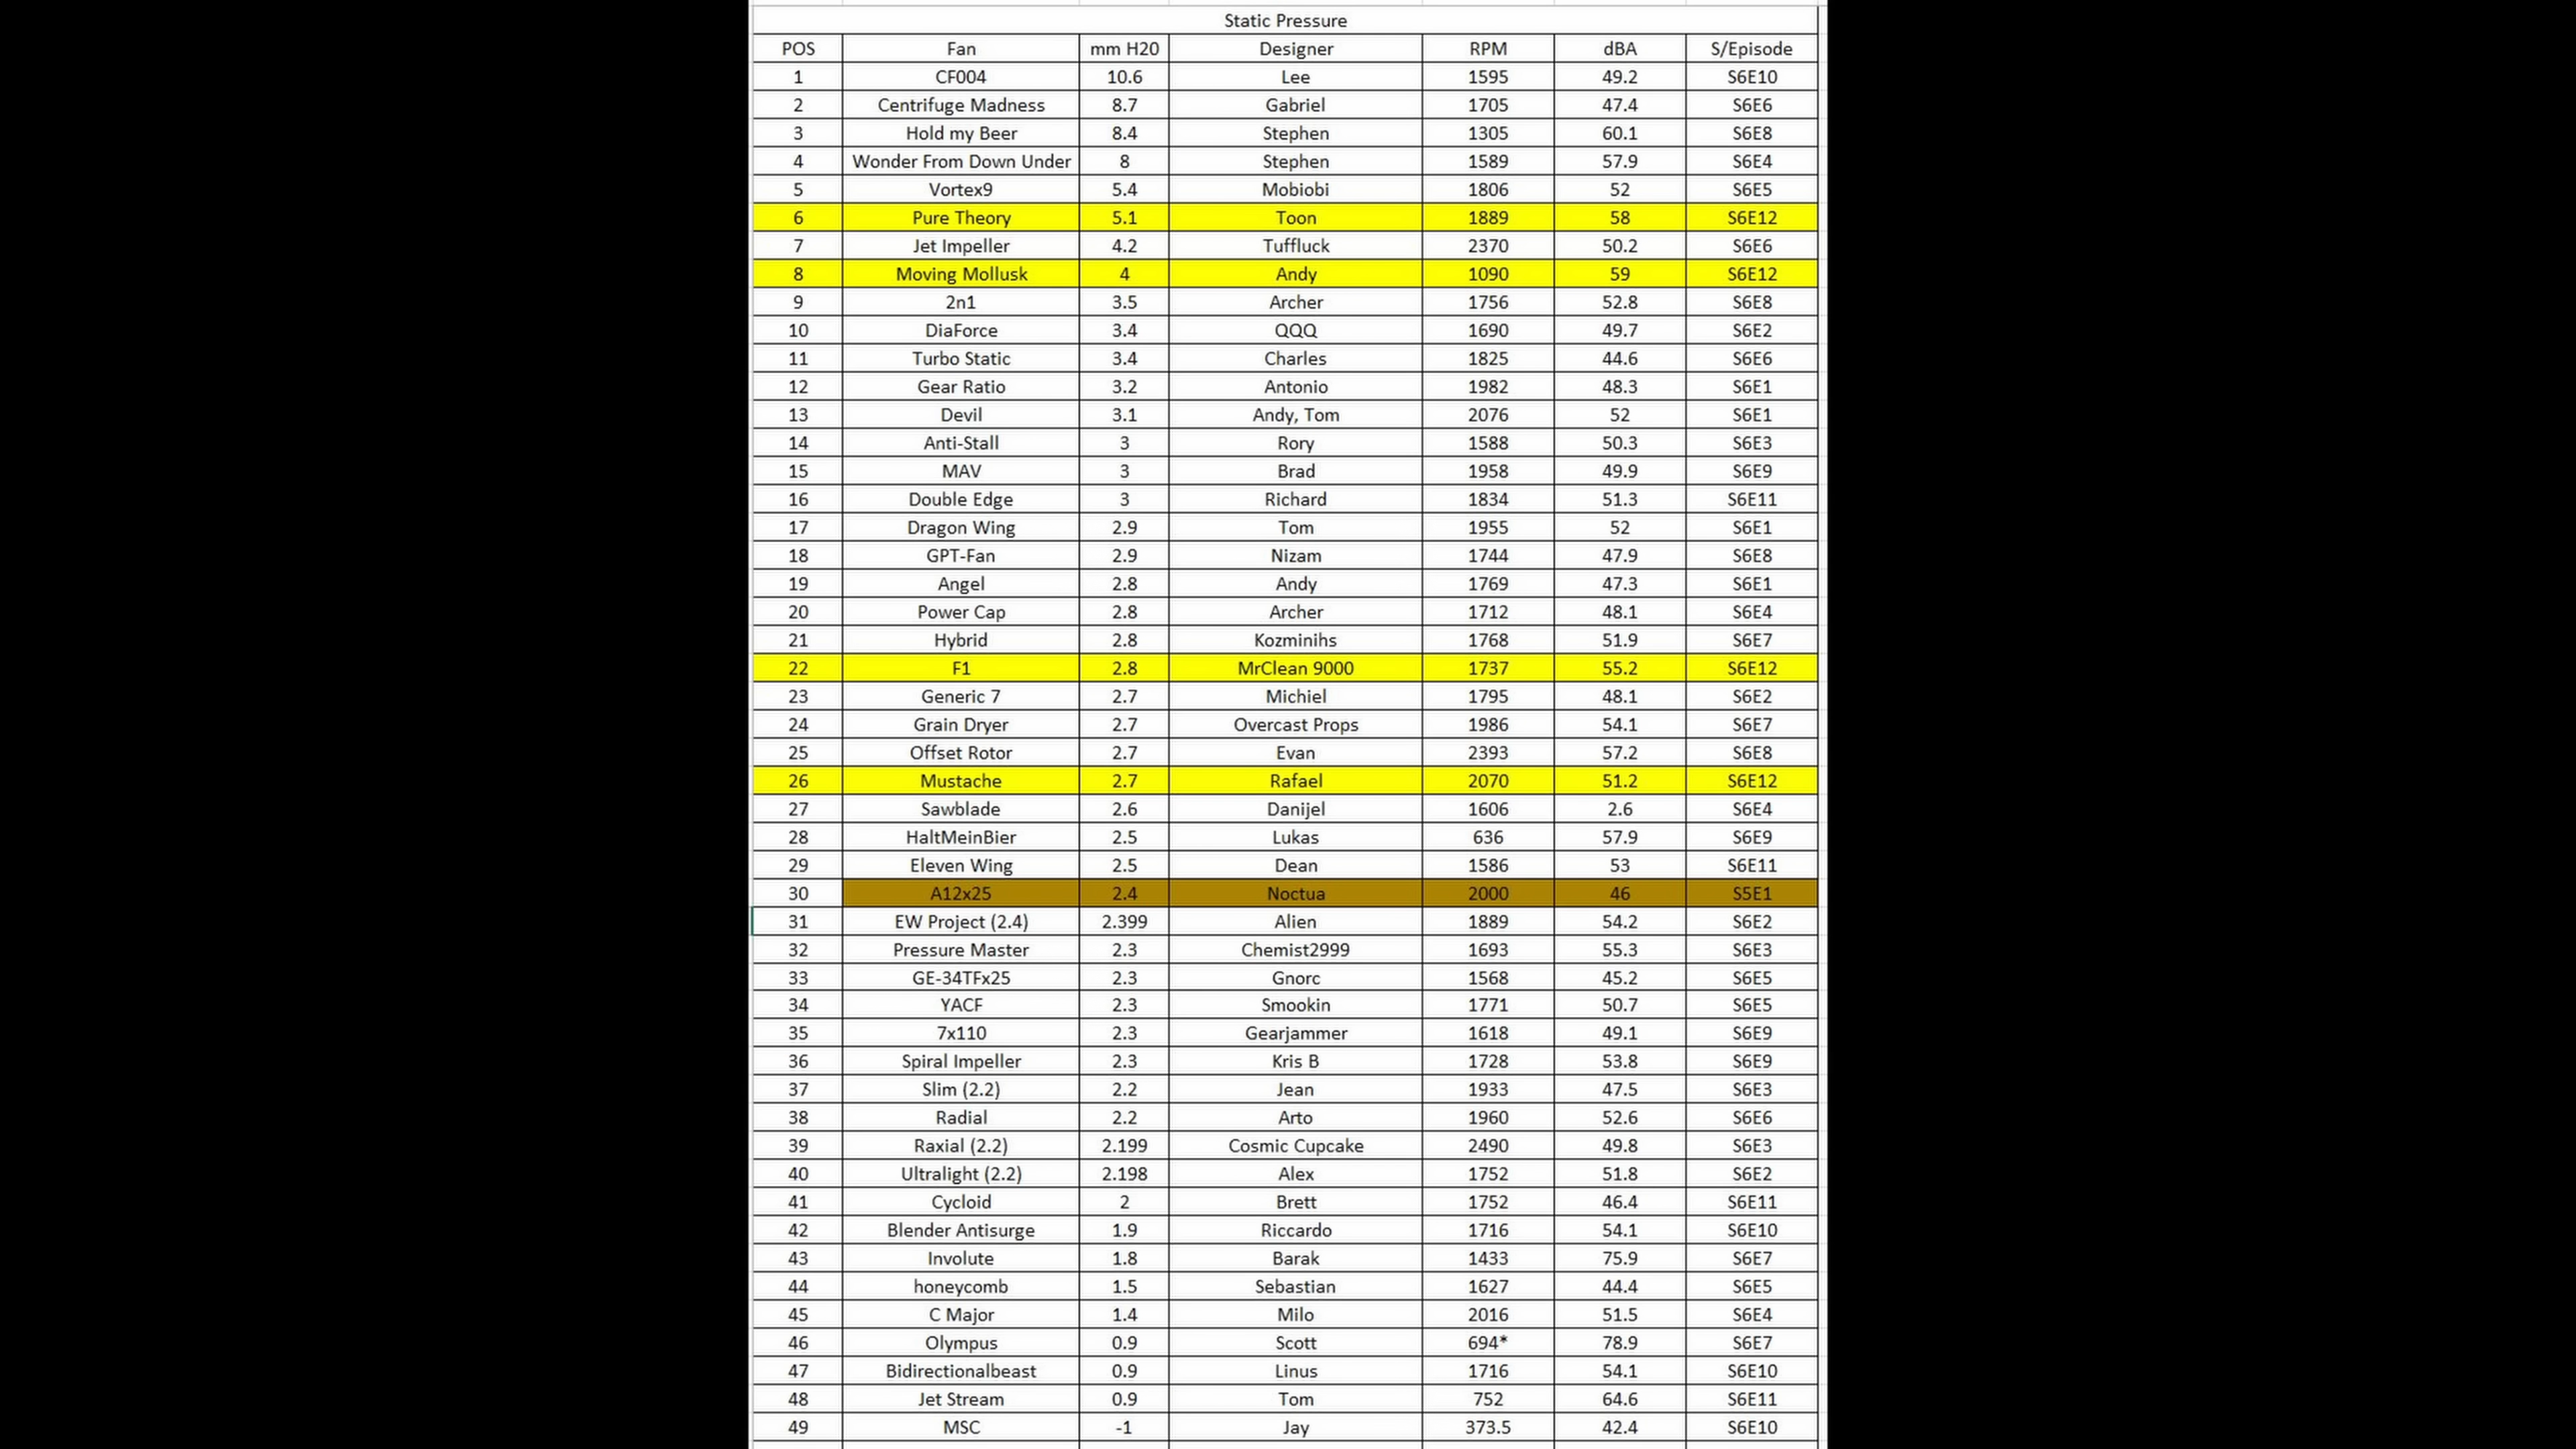 Static Pressure
POS Fan mm H20 Designer RPM dBA S/Episode
1 CF004 10.6 Lee 1595 49.2 S6E10
2 Centrifuge Madness 8.7 Gabriel 1705 47.4 S6E6
3 Hold my Beer 8.4 Stephen 1305 60.1 S6E8
4 Wonder From Down Under 8 Stephen 1589 57.9 S6E4
5 Vortex9 5.4 Mobiobi 1806 52 S6E5
6 Pure Theory 5.1 Toon 1889 58 S6E12
7 Jet Impeller 4.2 Tuffluck 2370 50.2 S6E6
8 Moving Mollusk 4 Andy 1090 59 S6E12
9 2n1 3.5 Archer 1756 52.8 S6E8
10 DiaForce 3.4 QQQ 1690 49.7 S6E2
11 Turbo Static 3.4 Charles 1825 44.6 S6E6
12 Gear Ratio 3.2 Antonio 1982 48.3 S6E1
13 Devil 3.1 Andy, Tom 2076 52 S6E1
14 Anti-Stall 3 Rory 1588 50.3 S6E3
15 MAV 3 Brad 1958 49.9 S6E9
16 Double Edge 3 Richard 1834 51.3 S6E11
17 Dragon Wing 2.9 Tom 1955 52 S6E1
18 GPT-Fan 2.9 Nizam 1744 47.9 S6E8
19 Angel 2.8 Andy 1769 47.3 S6E1
20 Power Cap 2.8 Archer 1712 48.1 S6E4
21 Hybrid 2.8 Kozminihs 1768 51.9 S6E7
22 F1 2.8 MrClean 9000 1737 55.2 S6E12
23 Generic 7 2.7 Michiel 1795 48.1 S6E2
24 Grain Dryer 2.7 Overcast Props 1986 54.1 S6E7
25 Offset Rotor 2.7 Evan 2393 57.2 S6E8
26 Mustache 2.7 Rafael 2070 51.2 S6E12
27 Sawblade 2.6 Danijel 1606 2.6 S6E4
28 HaltMeinBier 2.5 Lukas 636 57.9 S6E9
29 Eleven Wing 2.5 Dean 1586 53 S6E11
30 A12x25 2.4 Noctua 2000 46 S5E1
31 EW Project (2.4) 2.399 Alien 1889 54.2 S6E2
32 Pressure Master 2.3 Chemist2999 1693 55.3 S6E3
33 GE-34TFx25 2.3 Gnorc 1568 45.2 S6E5
34 YACF 2.3 Smookin 1771 50.7 S6E5
35 7x110 2.3 Gearjammer 1618 49.1 S6E9
36 Spiral Impeller 2.3 Kris B 1728 53.8 S6E9
37 Slim (2.2) 2.2 Jean 1933 47.5 S6E3
38 Radial 2.2 Arto 1960 52.6 S6E6
39 Raxial (2.2) 2.199 Cosmic Cupcake 2490 49.8 S6E3
40 Ultralight (2.2) 2.198 Alex 1752 51.8 S6E2
41 Cycloid 2 Brett 1752 46.4 S6E11
42 Blender Antisurge 1.9 Riccardo 1716 54.1 S6E10
43 Involute 1.8 Barak 1433 75.9 S6E7
44 honeycomb 1.5 Sebastian 1627 44.4 S6E5
45 C Major 1.4 Milo 2016 51.5 S6E4
46 Olympus 0.9 Scott 694* 78.9 S6E7
47 Bidirectionalbeast 0.9 Linus 1716 54.1 S6E10
48 Jet Stream 0.9 Tom 752 64.6 S6E11
49 MSC -1 Jay 373.5 42.4 S6E10